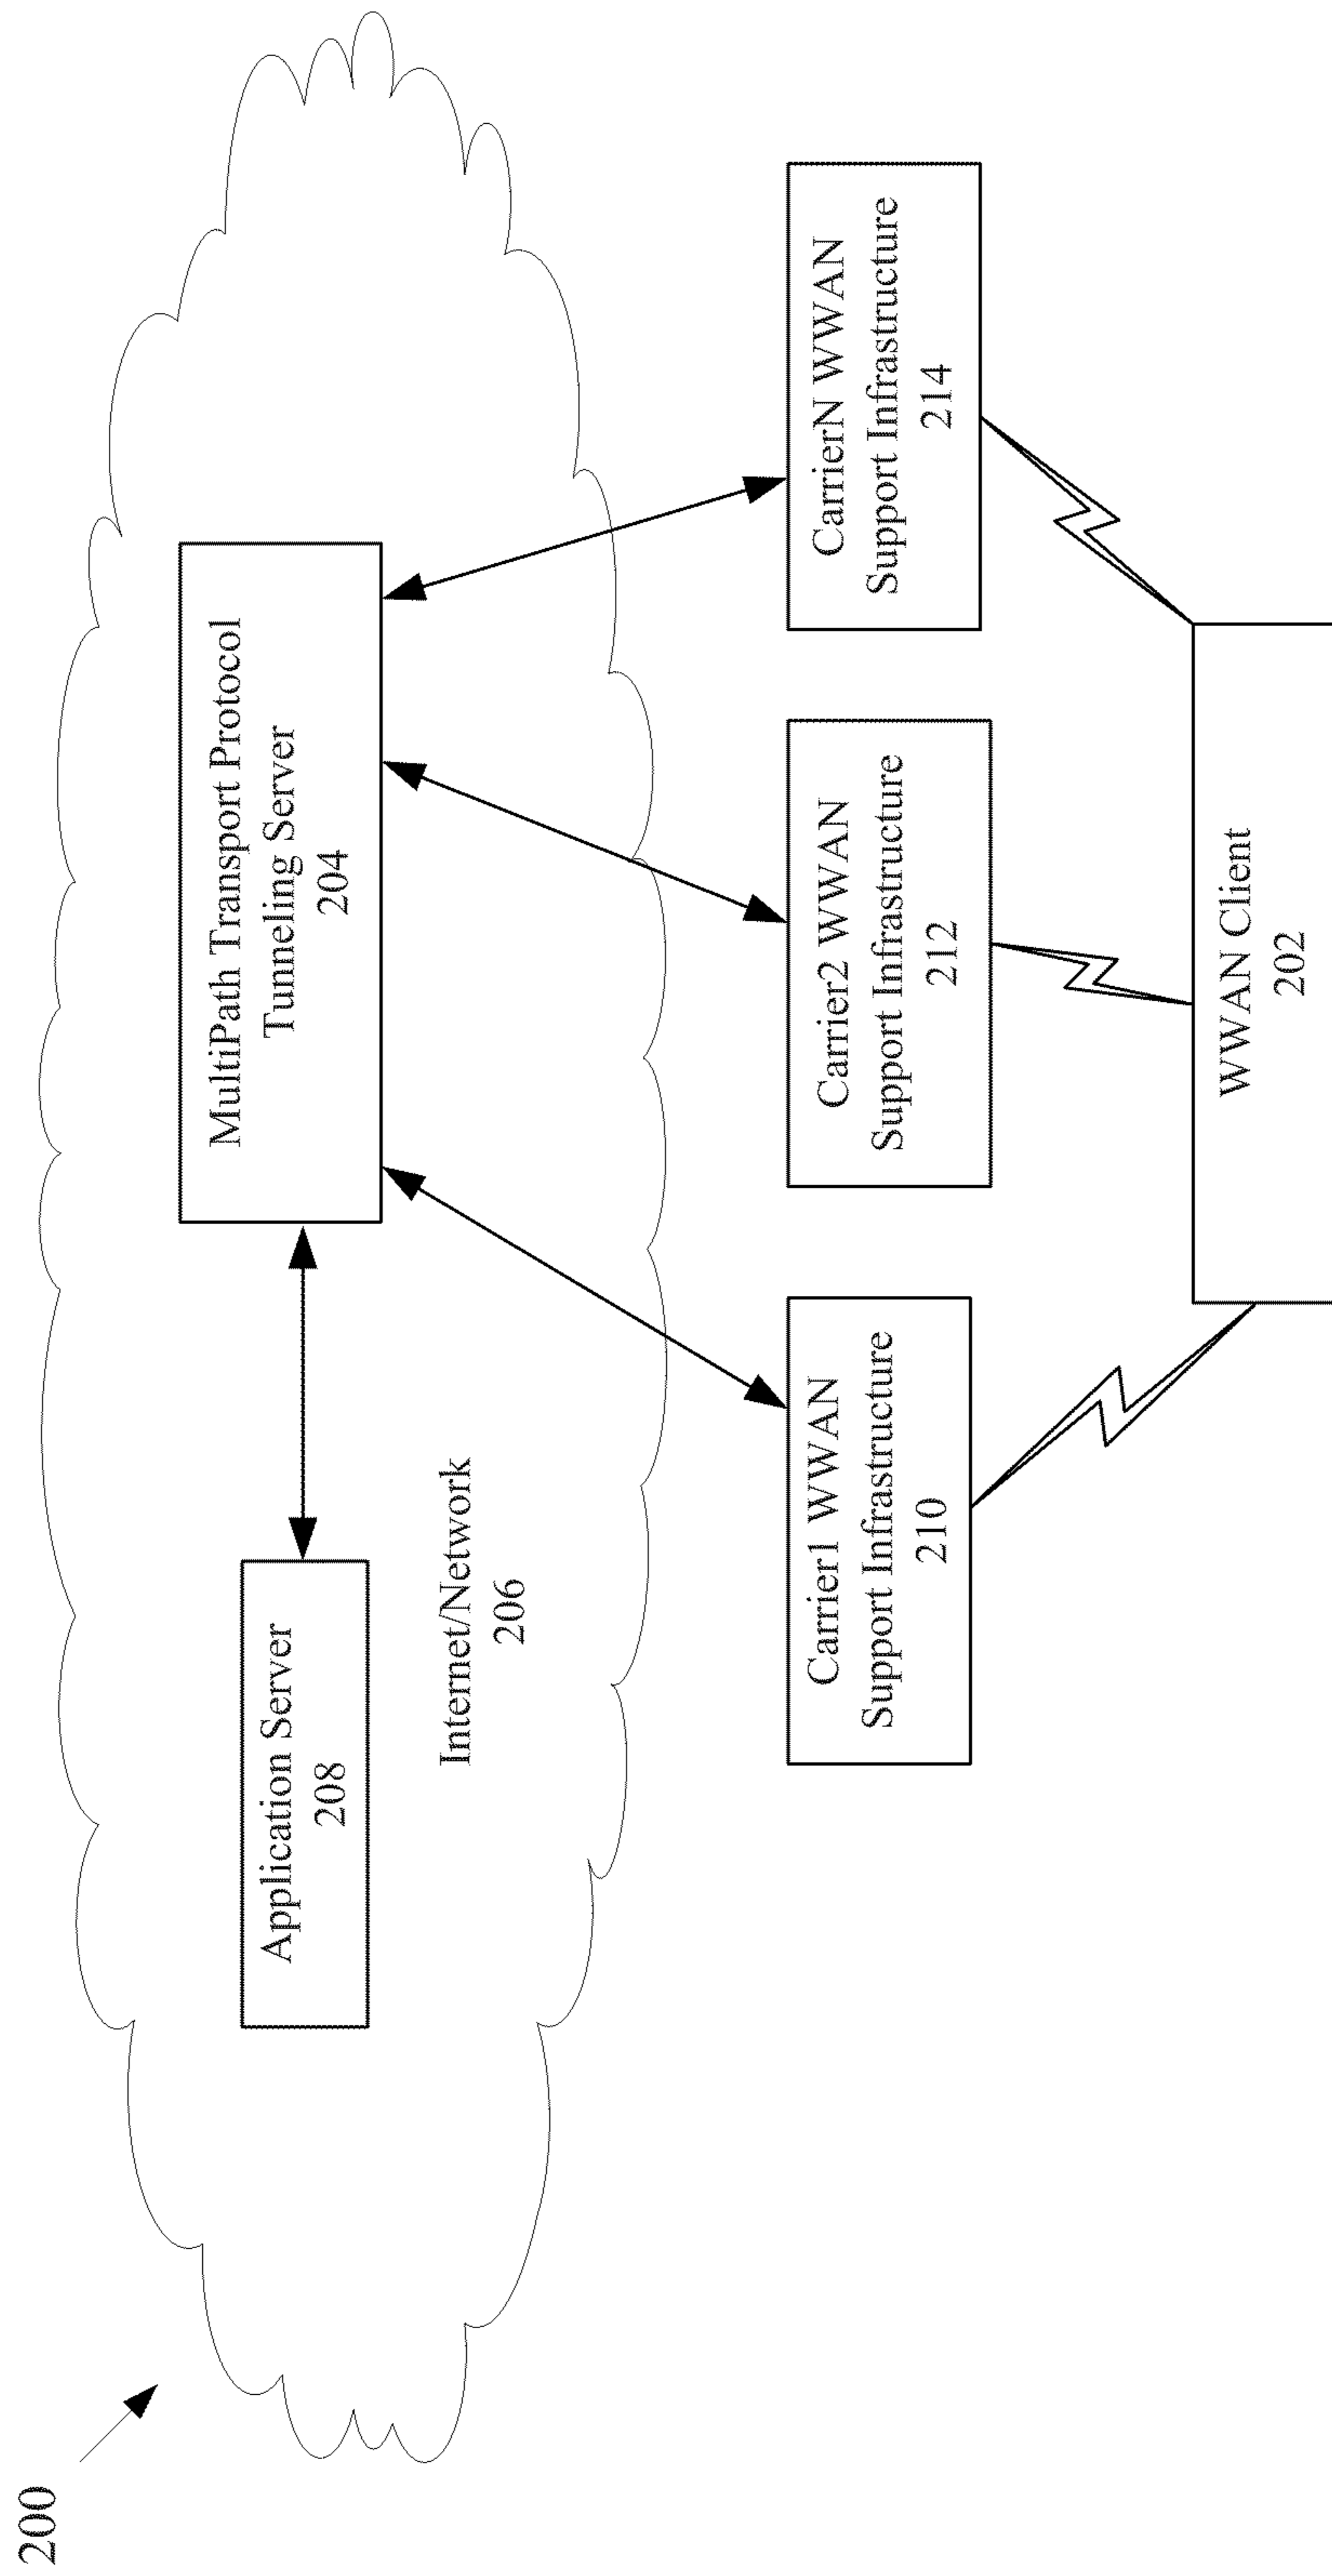 200
Application Server
208
MultiPath Transport Protocol
Tunneling Server
204
Internet/Network
206
Carrier1 WWAN
Support Infrastructure
210
Carrier2 WWAN
Support Infrastructure
212
CarrierN WWAN
Support Infrastructure
214
WWAN Client
202